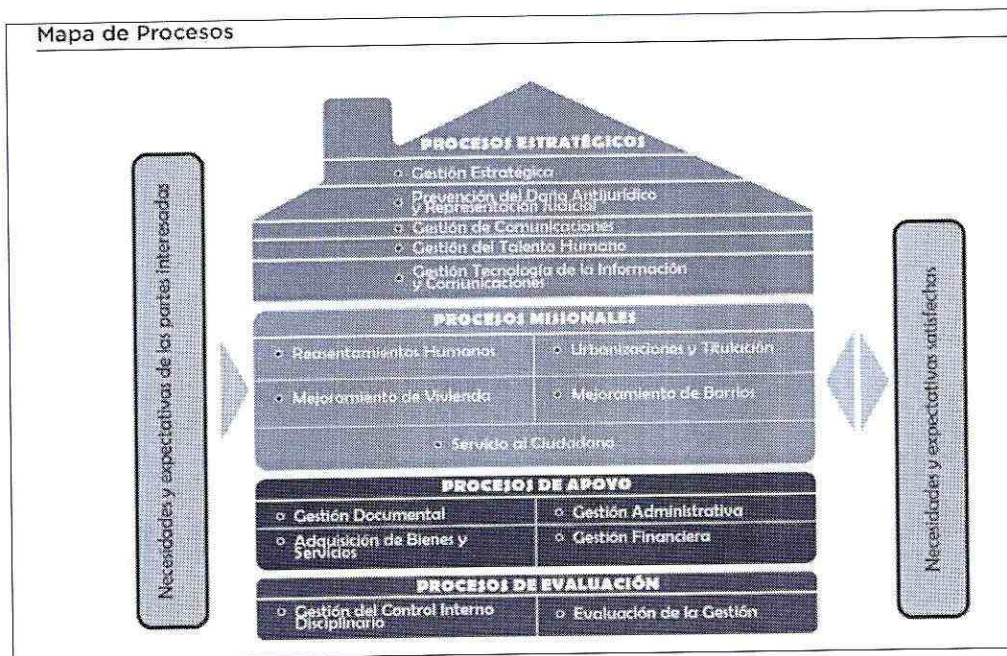 Mapa de Procesos
Necesidades y expectativas de las partes interesadas
PROCESOS ESTRATÉGICOS
Gestión Estratégica
Prevención del Daño Antijurídico
y Representación Judicial
Gestión de Comunicaciones
Gestión del Talento Humano
Gestión Tecnología de la Información
y Comunicaciones
PROCESOS MISIONALES
Reasentamientos Humanos
Urbanizaciones y Titulación
Mejoramiento de Vivienda
Mejoramiento de Barrios
Servicio al Ciudadano
PROCESOS DE APOYO
Gestión Documental
Gestión Administrativa
Adquisición de Bienes y
Servicios
Gestión Financiera
PROCESOS DE EVALUACIÓN
Gestión del Control Interno
Disciplinario
Evaluación de la Gestión
Necesidades y expectativas satisfechas